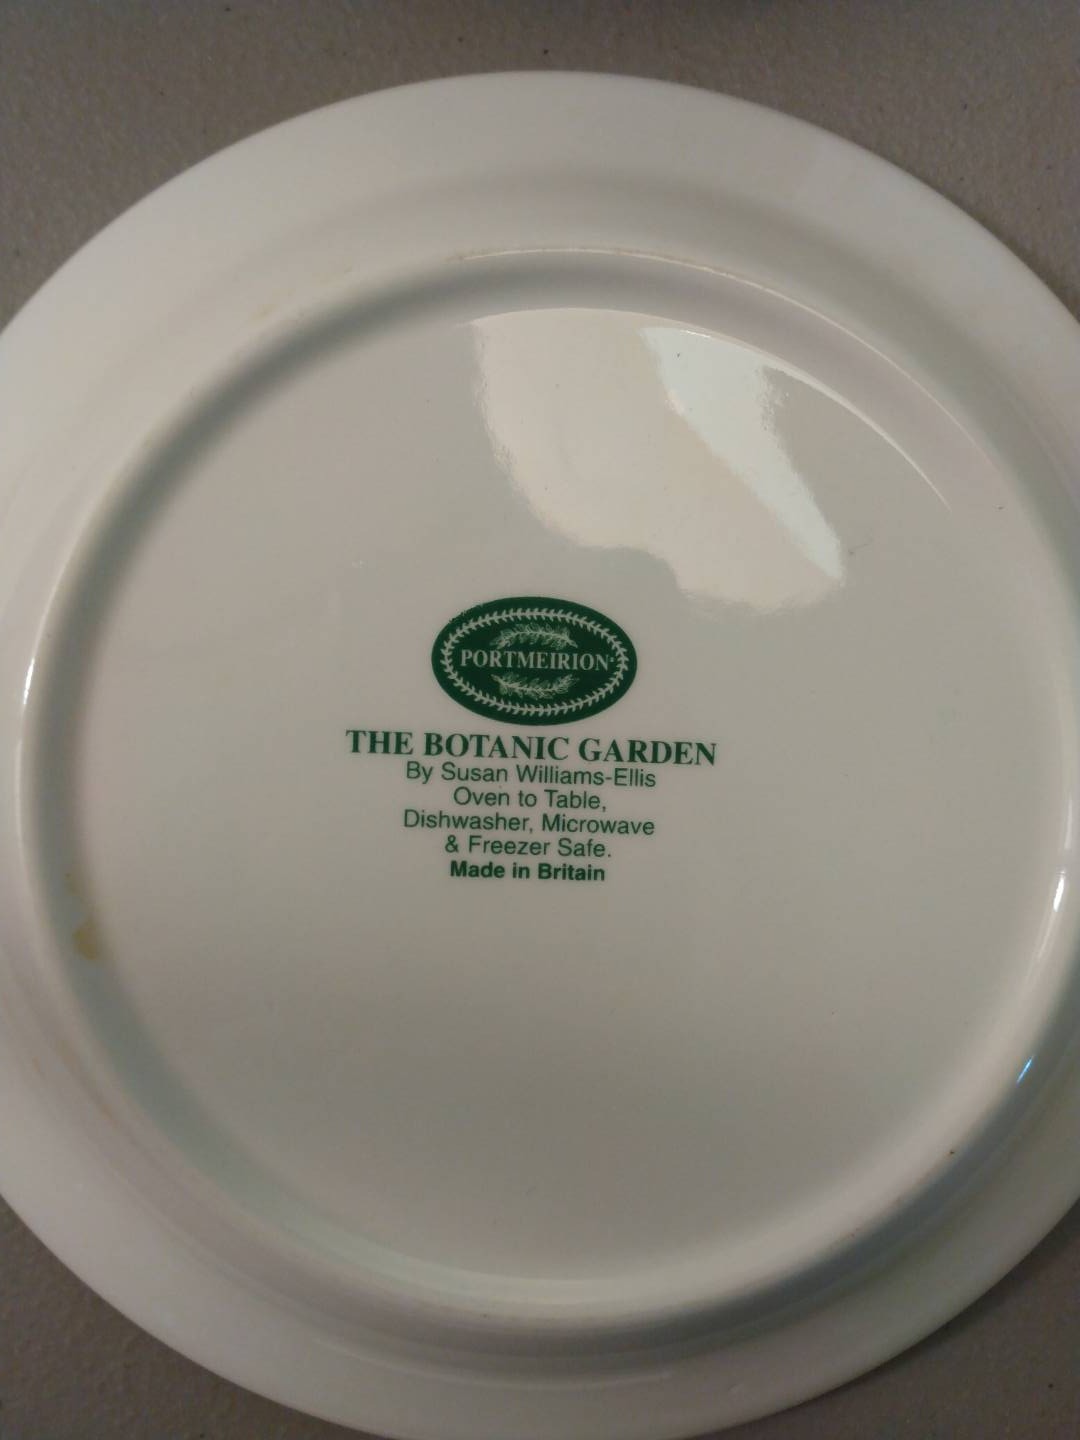 PORTMEIRION®
THE BOTANIC GARDEN
By Susan Williams-Ellis
Oven to Table,
Dishwasher, Microwave
& Freezer Safe.
Made in Britain